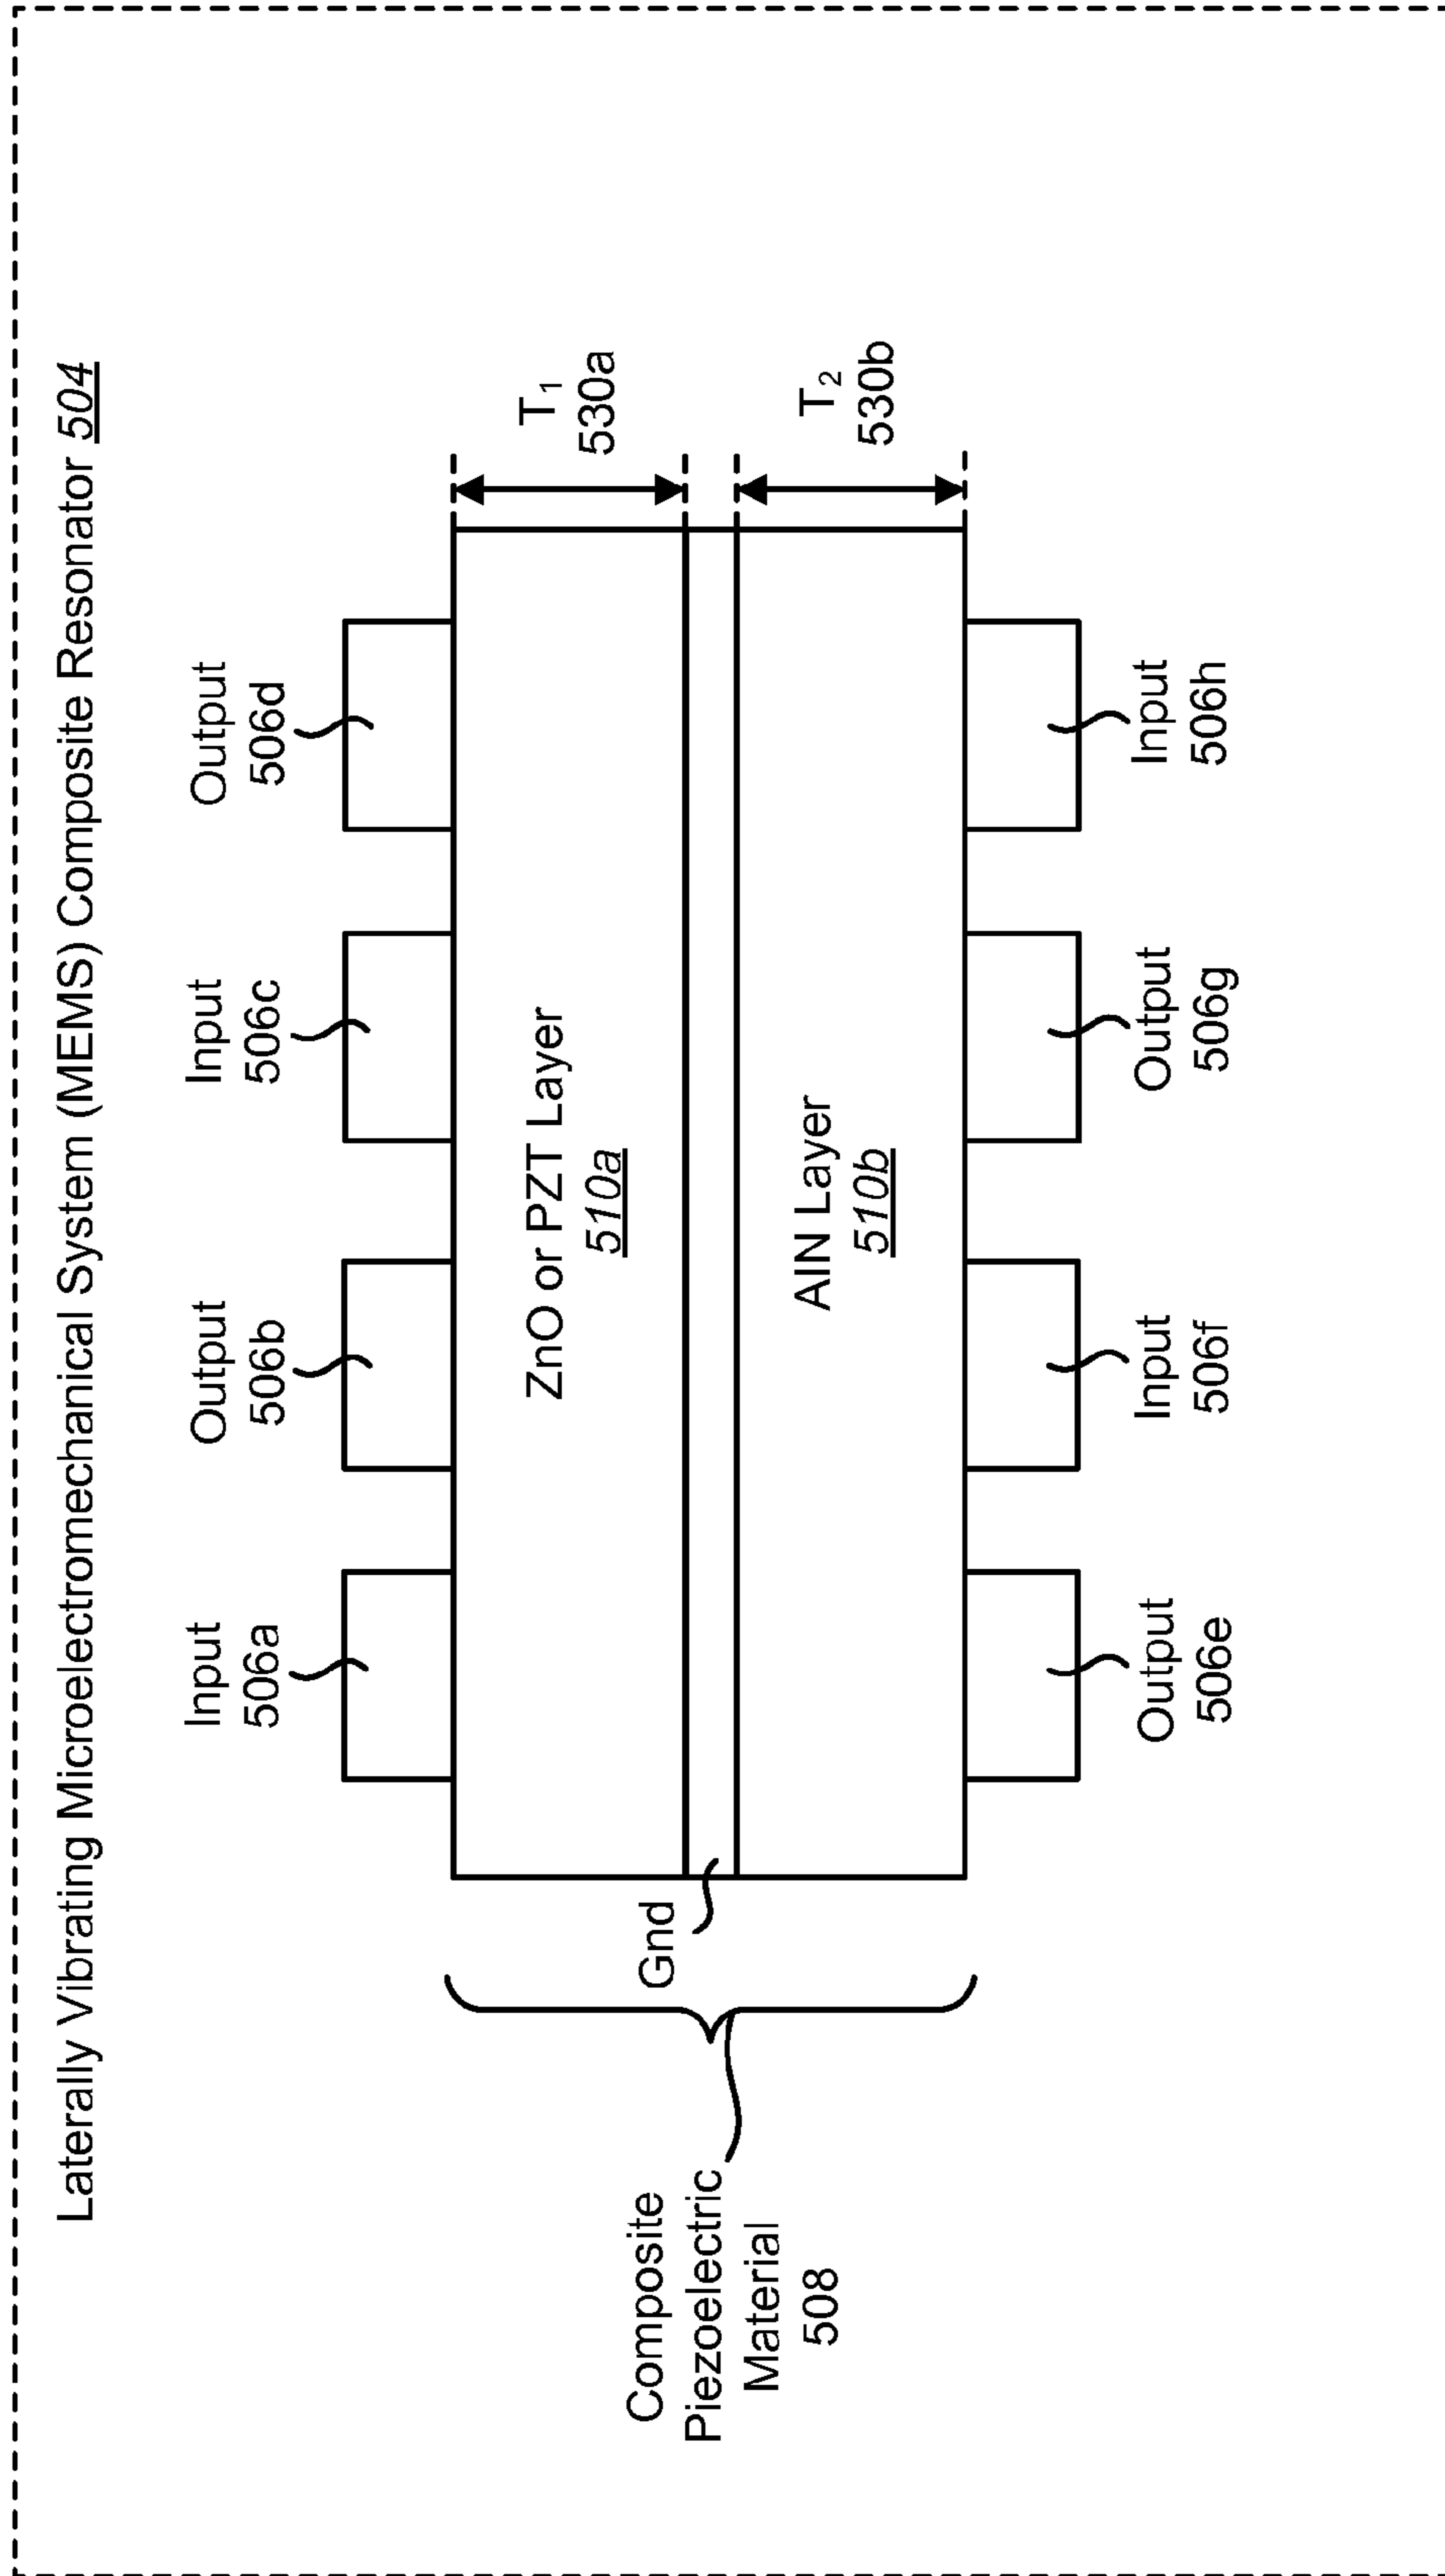 Laterally Vibrating Microelectromechanical System (MEMS) Composite Resonator 504
Input
506a
Output
506b
Input
506c
Output
506d
Composite
Piezoelectric
Material
508
Gnd
ZnO or PZT Layer
510a
AlN Layer
510b
T1
530a
T2
530b
Output
506e
Input
506f
Output
506g
Input
506h